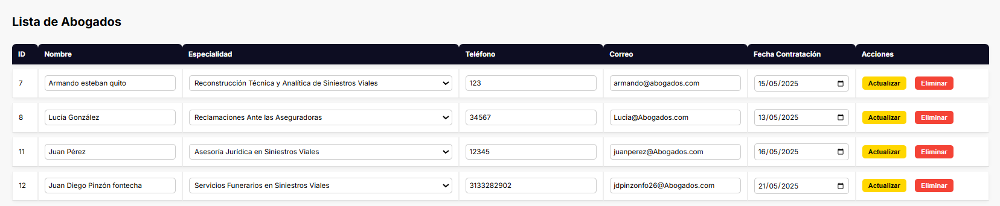 Lista de Abogados
ID Nombre Especialidad Teléfono Correo Fecha Contratación Acciones
7 Armando esteban quito Reconstrucción Técnica y Analítica de Siniestros Viales 123 armando@abogados.com 15/05/2025 Actualizar Eliminar
8 Lucía González Reclamaciones Ante las Aseguradoras 34567 Lucia@Abogados.com 13/05/2025 Actualizar Eliminar
11 Juan Pérez Asesoría Jurídica en Siniestros Viales 12345 juanperez@Abogados.com 16/05/2025 Actualizar Eliminar
12 Juan Diego Pinzón fontecha Servicios Funerarios en Siniestros Viales 3133282902 jdpinzonfo26@Abogados.com 21/05/2025 Actualizar Eliminar